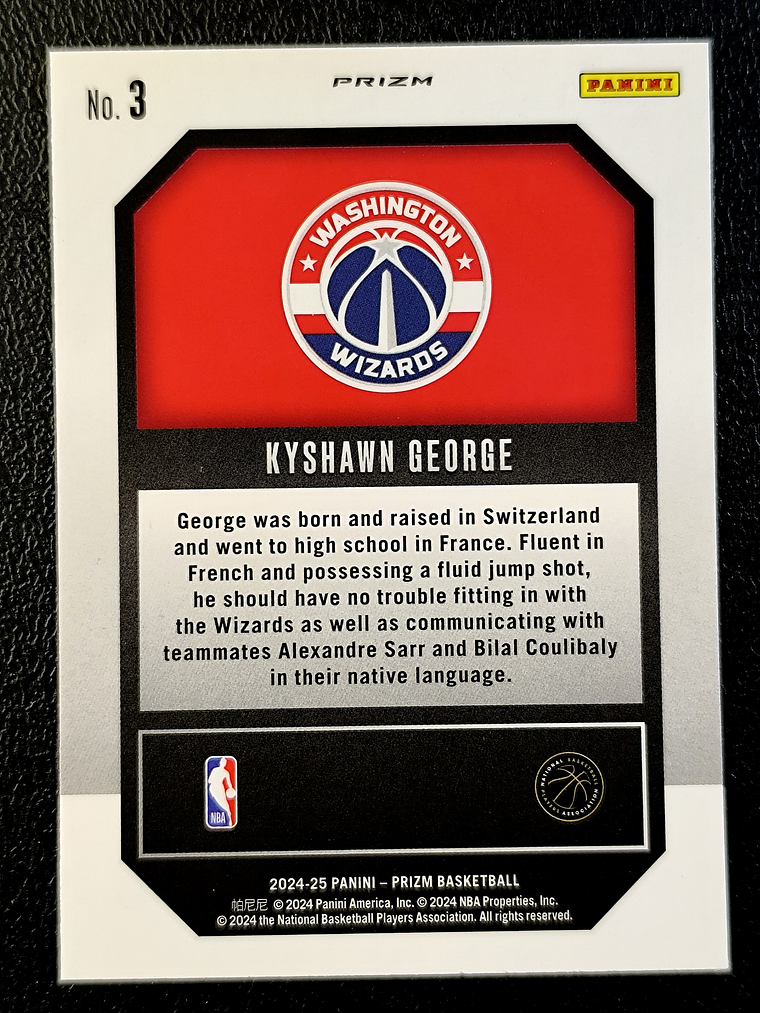 No. 3
PRIZM
PANINI
WASHINGTON
WIZARDS
KYSHAWN GEORGE
George was born and raised in Switzerland
and went to high school in France. Fluent in
French and possessing a fluid jump shot,
he should have no trouble fitting in with
the Wizards as well as communicating with
teammates Alexandre Sarr and Bilal Coulibaly
in their native language.
NBA
NATIONAL BASKETBALL
PLAYERS ASSOCIATION
2024-25 PANINI – PRIZM BASKETBALL
帕尼尼 © 2024 Panini America, Inc. © 2024 NBA Properties, Inc.
© 2024 the National Basketball Players Association. All rights reserved.